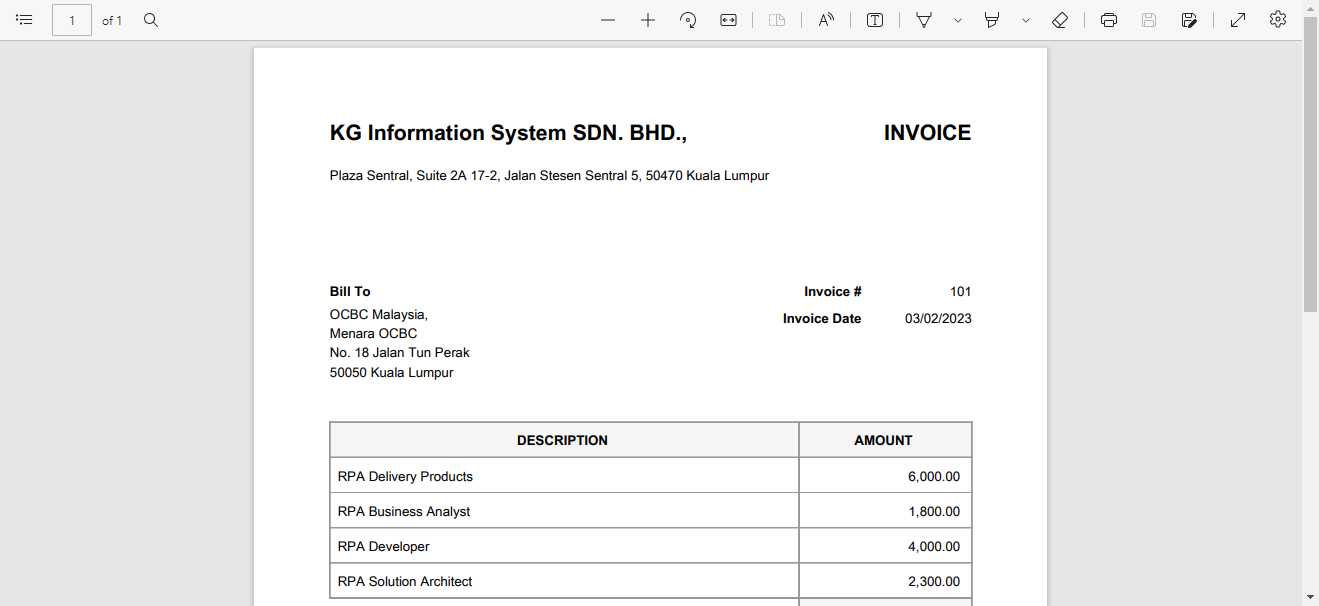 1 of 1
KG Information System SDN. BHD., INVOICE
Plaza Sentral, Suite 2A 17-2, Jalan Stesen Sentral 5, 50470 Kuala Lumpur
Bill To Invoice # 101
OCBC Malaysia, Invoice Date 03/02/2023
Menara OCBC
No. 18 Jalan Tun Perak
50050 Kuala Lumpur
DESCRIPTION AMOUNT
RPA Delivery Products 6,000.00
RPA Business Analyst 1,800.00
RPA Developer 4,000.00
RPA Solution Architect 2,300.00